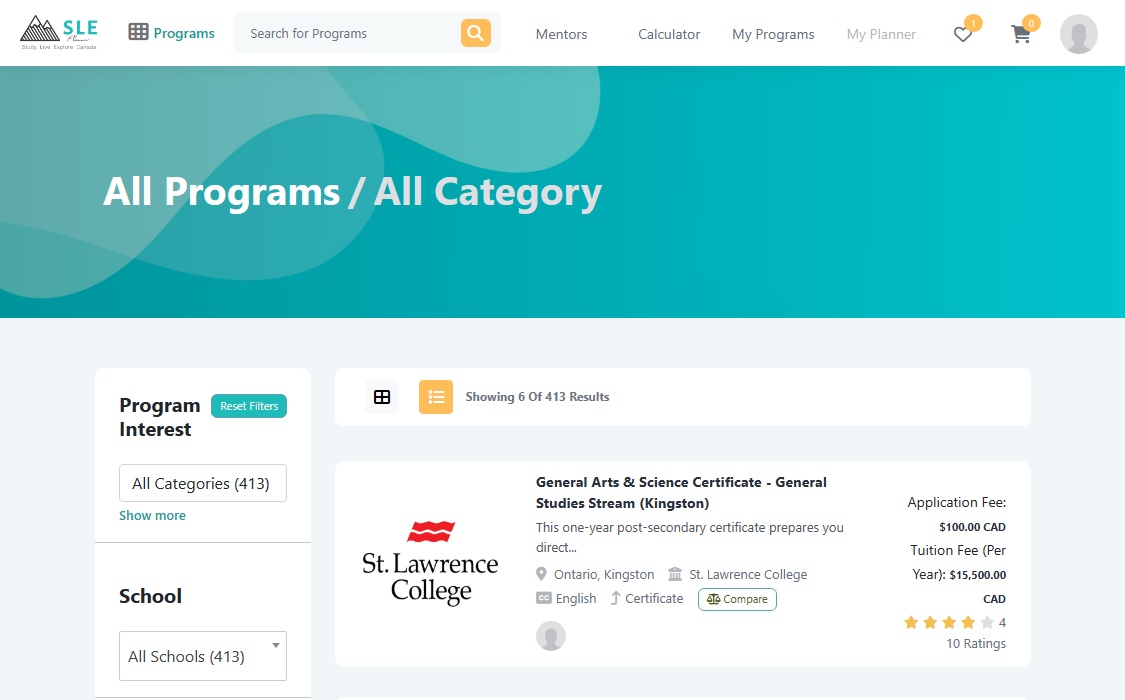 SLE
Planner
Study. Live. Explore. Canada.
Programs
Search for Programs
Mentors
Calculator
My Programs
My Planner
1
0
All Programs / All Category
Program Interest
Reset Filters
All Categories (413)
Show more
School
All Schools (413)
Showing 6 Of 413 Results
St. Lawrence
College
General Arts & Science Certificate - General
Studies Stream (Kingston)
This one-year post-secondary certificate prepares you
direct...
Ontario, Kingston St. Lawrence College
CC English Certificate Compare
Application Fee:
$100.00 CAD
Tuition Fee (Per
Year): $15,500.00
CAD
4
10 Ratings